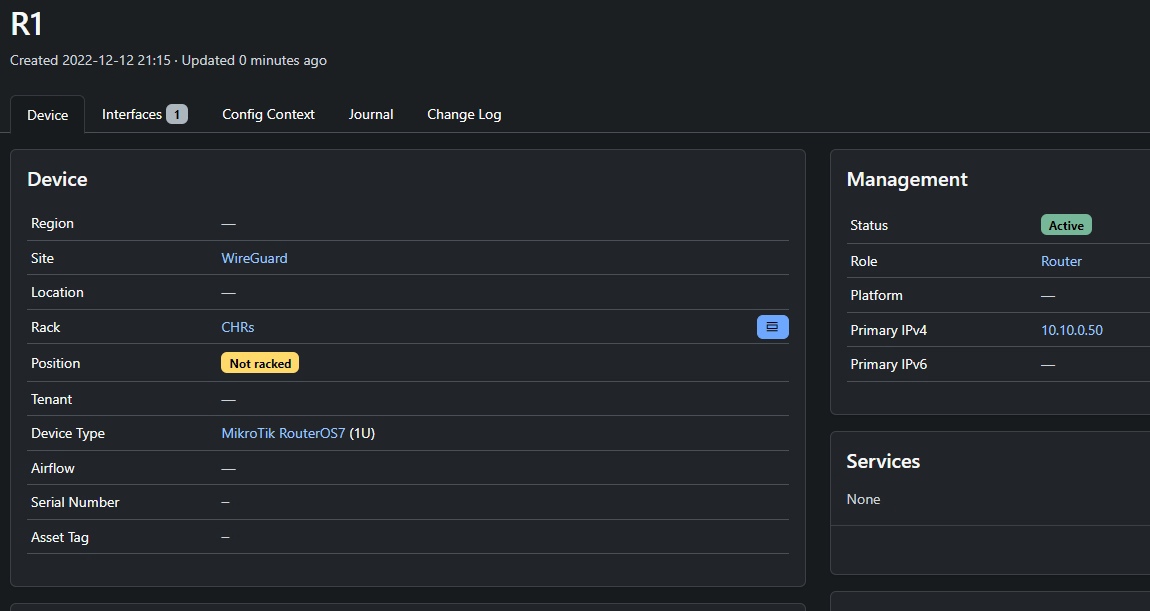 R1
Created 2022-12-12 21:15 · Updated 0 minutes ago
Device
Interfaces 1
Config Context
Journal
Change Log
Device
Region —
Site WireGuard
Location —
Rack CHRs
Position Not racked
Tenant —
Device Type MikroTik RouterOS7 (1U)
Airflow —
Serial Number –
Asset Tag –
Management
Status Active
Role Router
Platform —
Primary IPv4 10.10.0.50
Primary IPv6 —
Services
None